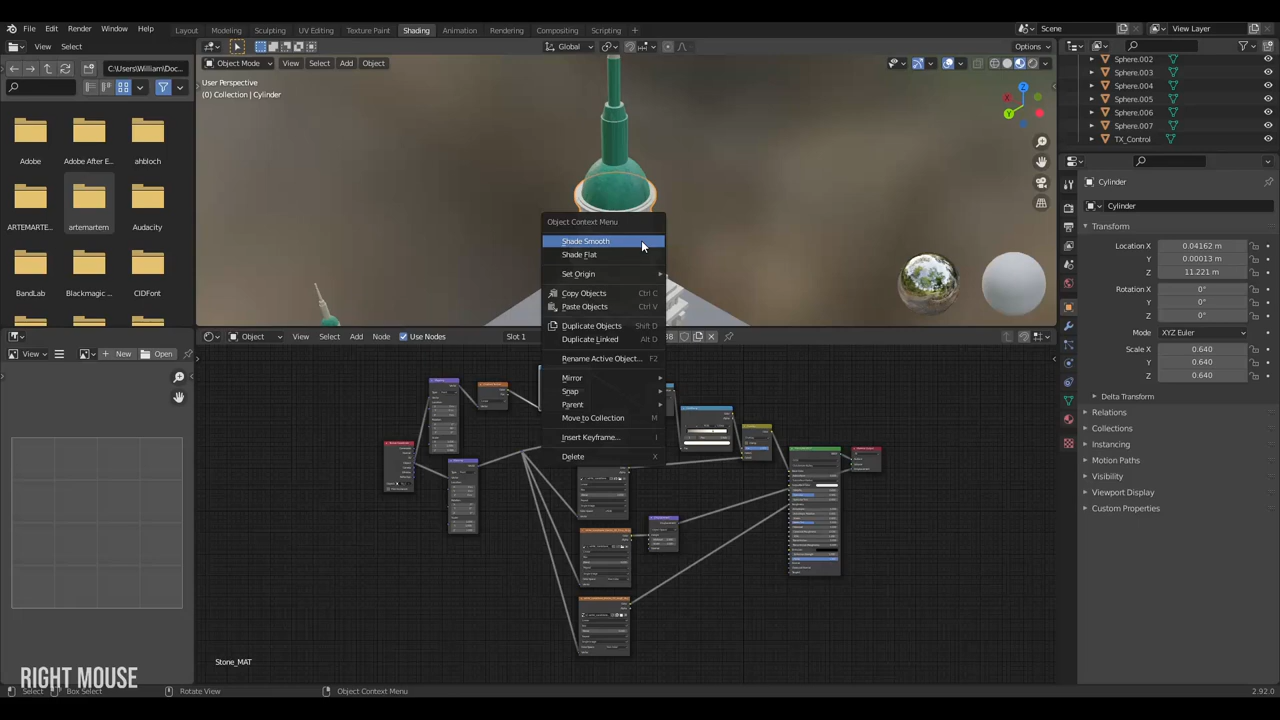 File Edit Render Window Help Layout Modeling Sculpting UV Editing Texture Paint Shading Animation Rendering Compositing Scripting Scene View Layer
View Select Global Options
C:\Users\William\Doc... Object Mode View Select Add Object
User Perspective
(0) Collection | Cylinder
Sphere.002
Sphere.003
Sphere.004
Sphere.005
Sphere.006
Sphere.007
TX_Control
X
Y
Z
Adobe Adobe After E... ahbloch
ARTEMARTE... artemartem Audacity
BandLab Blackmagic ... CIDFont
Object Context Menu
Shade Smooth
Shade Flat
Set Origin
Copy Objects Ctrl C
Paste Objects Ctrl V
Duplicate Objects Shift D
Duplicate Linked Alt D
Rename Active Object... F2
Mirror
Snap
Parent
Move to Collection M
Insert Keyframe... I
Delete X
Cylinder
Cylinder
Transform
Location X 0.04162 m
Y 0.00013 m
Z 11.221 m
Rotation X 0°
Y 0°
Z 0°
Mode XYZ Euler
Scale X 0.640
Y 0.640
Z 0.640
Delta Transform
Relations
Collections
Instancing
Motion Paths
Visibility
Viewport Display
Custom Properties
Object View Select Add Node Use Nodes Slot 1
View New Open
Stone_MAT
RIGHT MOUSE
Select Box Select Rotate View Object Context Menu 2.92.0